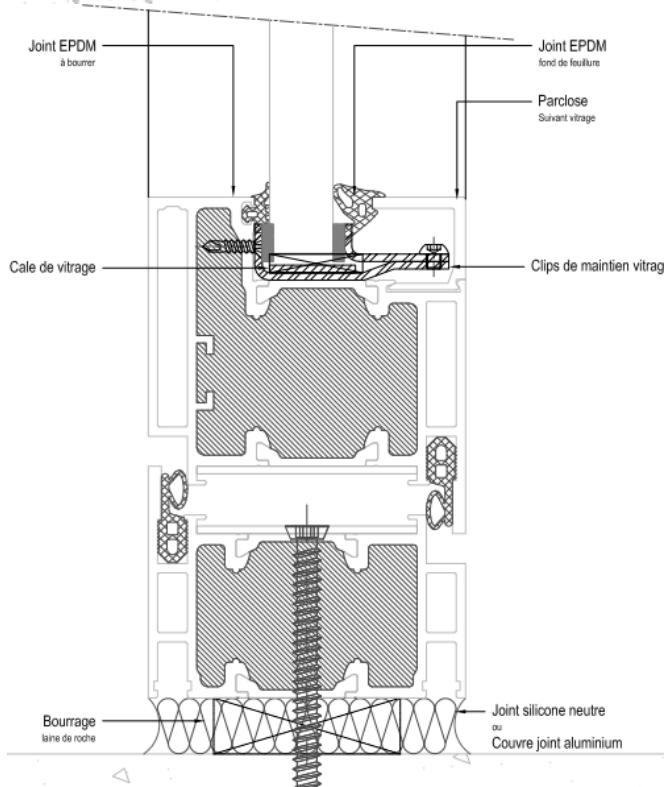 Joint EPDM
à bourrer
Joint EPDM
fond de feuillure
Parclose
Suivant vitrage
Cale de vitrage
Clips de maintien vitrag
Bourrage
laine de roche
Joint silicone neutre
ou
Couvre joint aluminium